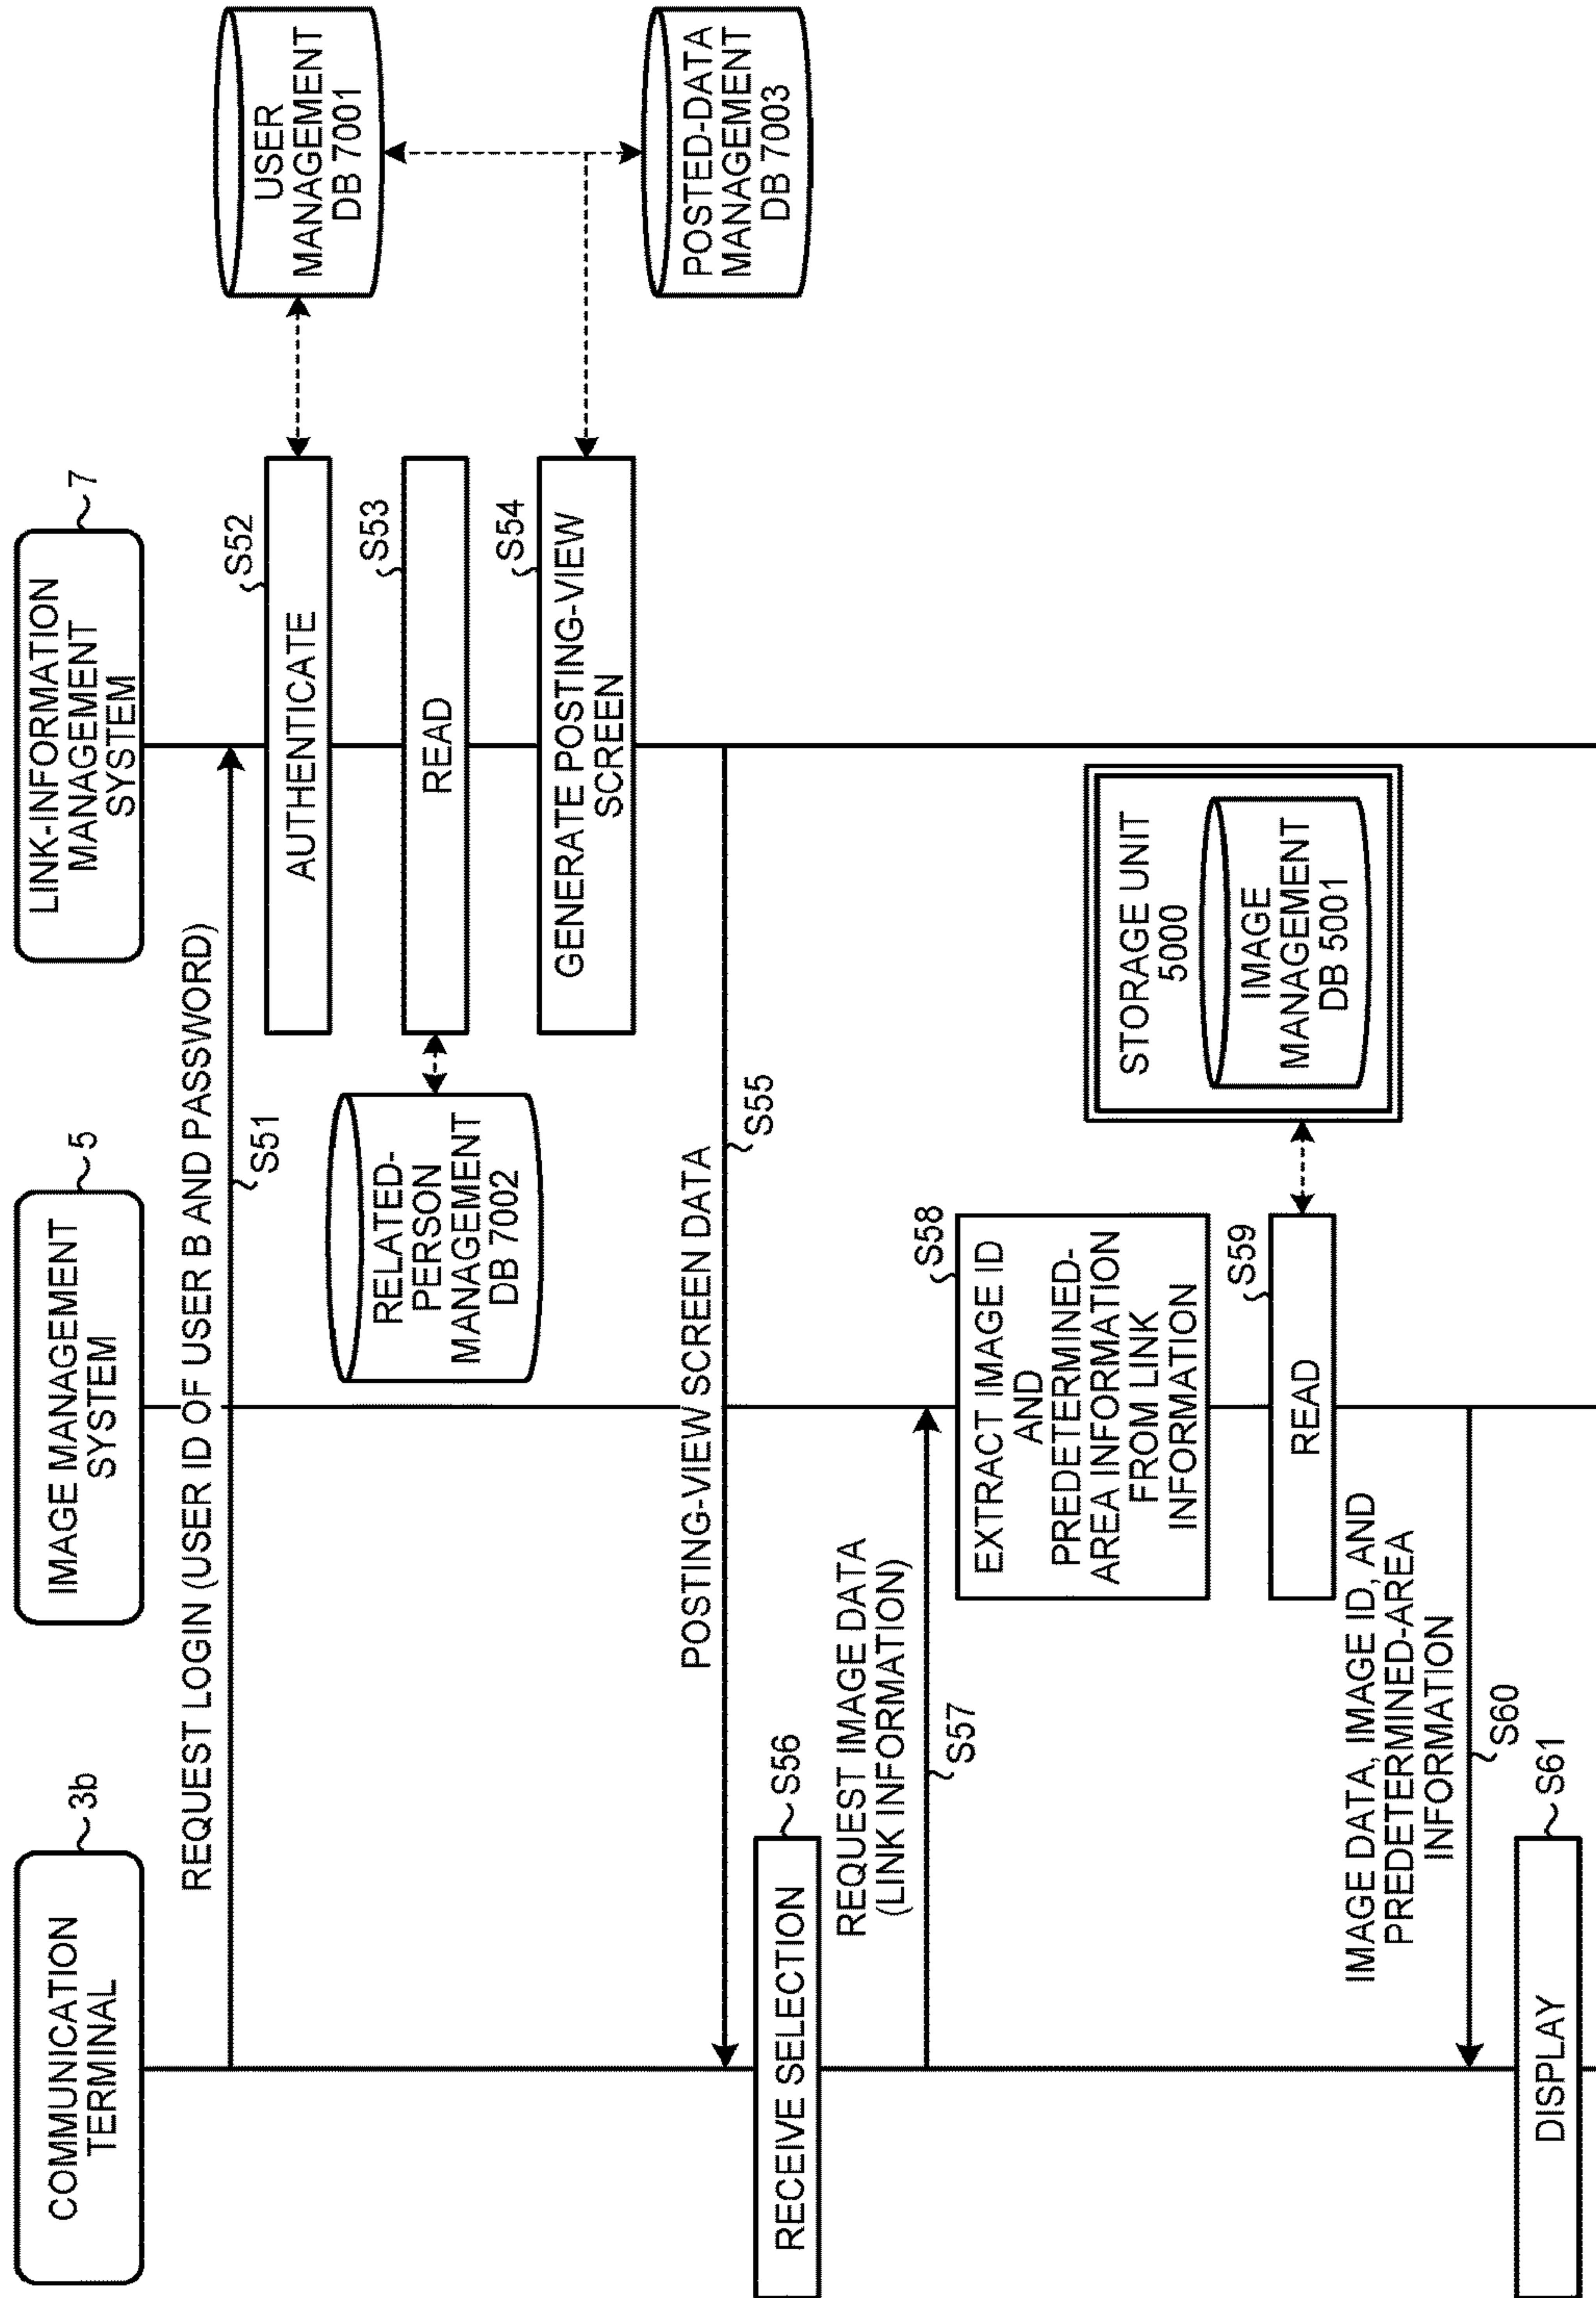 COMMUNICATION
TERMINAL
3b
IMAGE MANAGEMENT
SYSTEM
5
LINK-INFORMATION
MANAGEMENT
SYSTEM
7
REQUEST LOGIN (USER ID OF USER B AND PASSWORD)
S51
S52
AUTHENTICATE
USER
MANAGEMENT
DB 7001
RELATED-
PERSON
MANAGEMENT
DB 7002
S53
READ
S54
GENERATE POSTING-VIEW
SCREEN
POSTED-DATA
MANAGEMENT
DB 7003
POSTING-VIEW SCREEN DATA
S55
RECEIVE SELECTION
S56
REQUEST IMAGE DATA
(LINK INFORMATION)
S57
S58
EXTRACT IMAGE ID
AND
PREDETERMINED-
AREA INFORMATION
FROM LINK
INFORMATION
STORAGE UNIT
5000
IMAGE
MANAGEMENT
DB 5001
S59
READ
IMAGE DATA, IMAGE ID, AND
PREDETERMINED-AREA
INFORMATION
S60
DISPLAY
S61